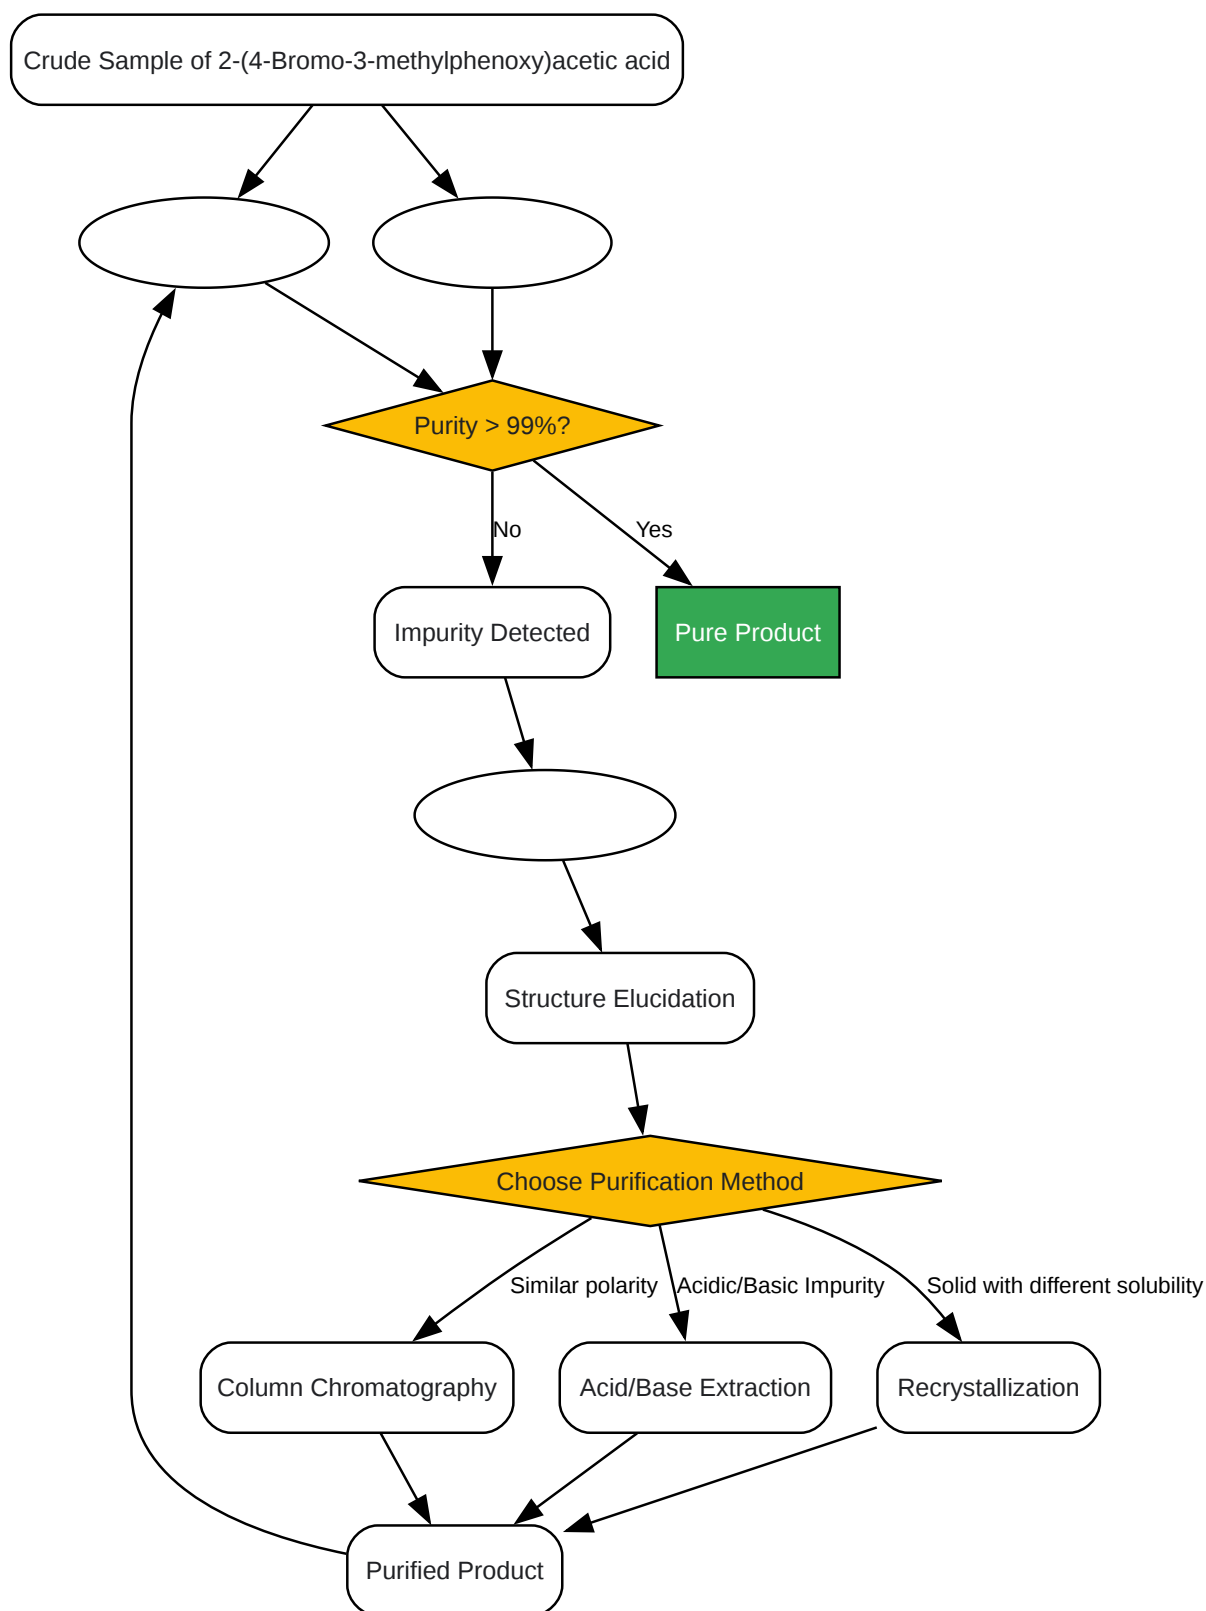 Crude Sample of 2-(4-Bromo-3-methylphenoxy)acetic acid
Purity > 99%?
No
Yes
Impurity Detected
Pure Product
Structure Elucidation
Choose Purification Method
Similar polarity
Acidic/Basic Impurity
Solid with different solubility
Column Chromatography
Acid/Base Extraction
Recrystallization
Purified Product